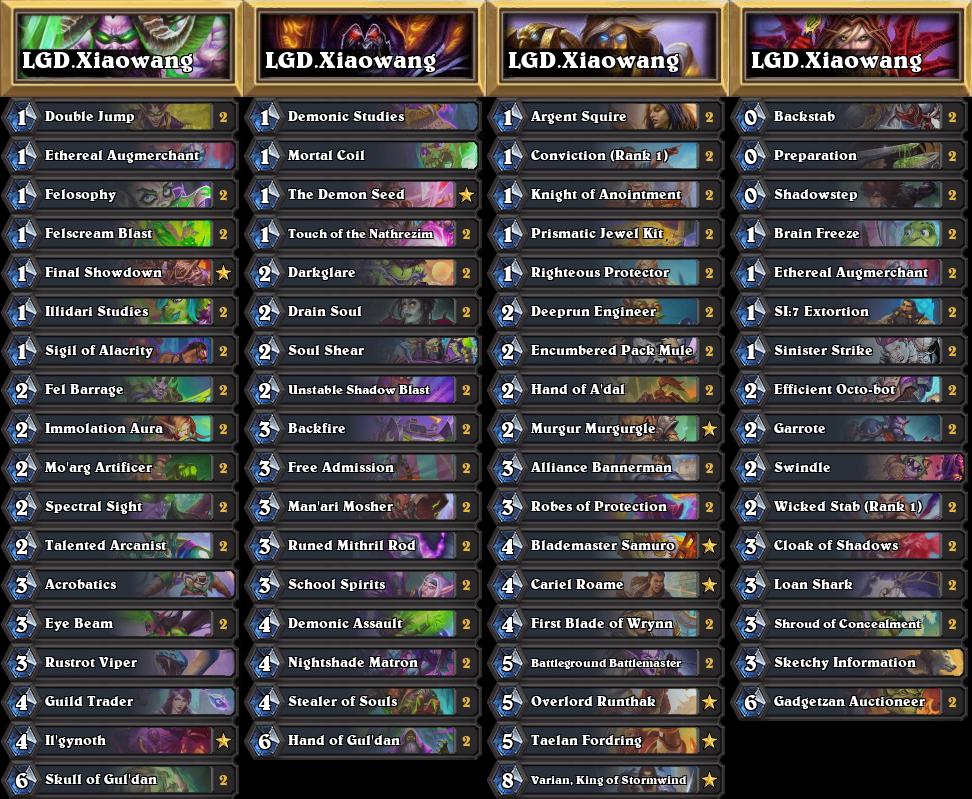 LGD.Xiaowang
1 Double Jump 2
1 Ethereal Augmerchant
1 Felosophy 2
1 Felscream Blast 2
1 Final Showdown
1 Illidari Studies 2
1 Sigil of Alacrity 2
2 Fel Barrage 2
2 Immolation Aura 2
2 Mo'arg Artificer 2
2 Spectral Sight 2
2 Talented Arcanist 2
3 Acrobatics
3 Eye Beam 2
3 Rustrot Viper
4 Guild Trader
4 Il'gynoth
6 Skull of Gul'dan 2
LGD.Xiaowang
1 Demonic Studies
1 Mortal Coil
1 The Demon Seed
1 Touch of the Nathrezim 2
2 Darkglare 2
2 Drain Soul 2
2 Soul Shear
2 Unstable Shadow Blast 2
3 Backfire 2
3 Free Admission 2
3 Man'ari Mosher 2
3 Runed Mithril Rod 2
3 School Spirits 2
4 Demonic Assault 2
4 Nightshade Matron 2
4 Stealer of Souls 2
6 Hand of Gul'dan 2
LGD.Xiaowang
1 Argent Squire 2
1 Conviction (Rank 1) 2
1 Knight of Anointment 2
1 Prismatic Jewel Kit 2
1 Righteous Protector 2
2 Deeprun Engineer 2
2 Encumbered Pack Mule 2
2 Hand of A'dal 2
2 Murgur Murgurgle
3 Alliance Bannerman 2
3 Robes of Protection 2
4 Blademaster Samuro
4 Cariel Roame
4 First Blade of Wrynn 2
5 Battleground Battlemaster 2
5 Overlord Runthak
5 Taelan Fordring
8 Varian, King of Stormwind
LGD.Xiaowang
0 Backstab 2
0 Preparation 2
0 Shadowstep 2
1 Brain Freeze 2
1 Ethereal Augmerchant 2
1 SI:7 Extortion 2
1 Sinister Strike 2
2 Efficient Octo-bot 2
2 Garrote 2
2 Swindle
2 Wicked Stab (Rank 1) 2
3 Cloak of Shadows 2
3 Loan Shark 2
3 Shroud of Concealment 2
3 Sketchy Information
6 Gadgetzan Auctioneer 2